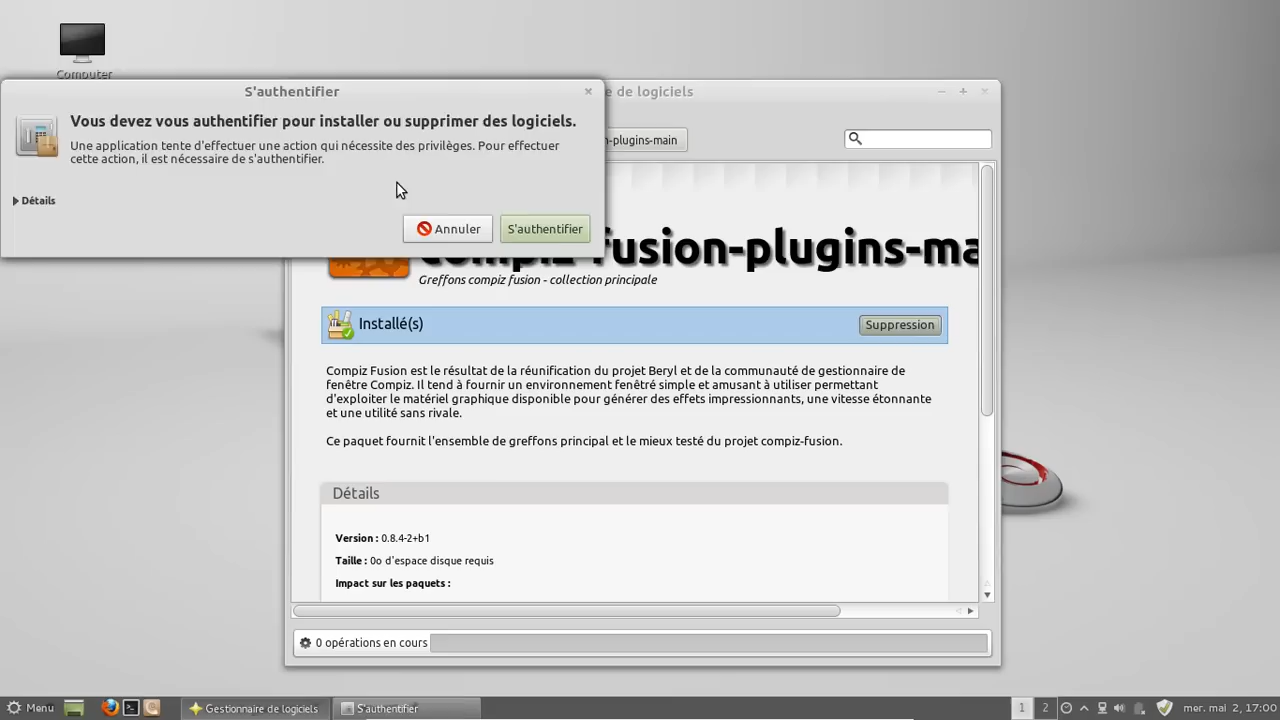 Computer
S'authentifier
e de logiciels
Vous devez vous authentifier pour installer ou supprimer des logiciels.
Une application tente d'effectuer une action qui nécessite des privilèges. Pour effectuer
cette action, il est nécessaire de s'authentifier.
n-plugins-main
Détails
Annuler
S'authentifier
compiz-fusion-plugins-ma
Greffons compiz fusion - collection principale
Installé(s)
Suppression
Compiz Fusion est le résultat de la réunification du projet Beryl et de la communauté de gestionnaire de
fenêtre Compiz. Il tend à fournir un environnement fenêtré simple et amusant à utiliser permettant
d'exploiter le matériel graphique disponible pour générer des effets impressionnants, une vitesse étonnante
et une utilité sans rivale.
Ce paquet fournit l'ensemble de greffons principal et le mieux testé du projet compiz-fusion.
Détails
Version : 0.8.4-2+b1
Taille : 0o d'espace disque requis
Impact sur les paquets :
0 opérations en cours
Menu
Gestionnaire de logiciels
S'authentifier
1
2
mer. mai 2, 17:00